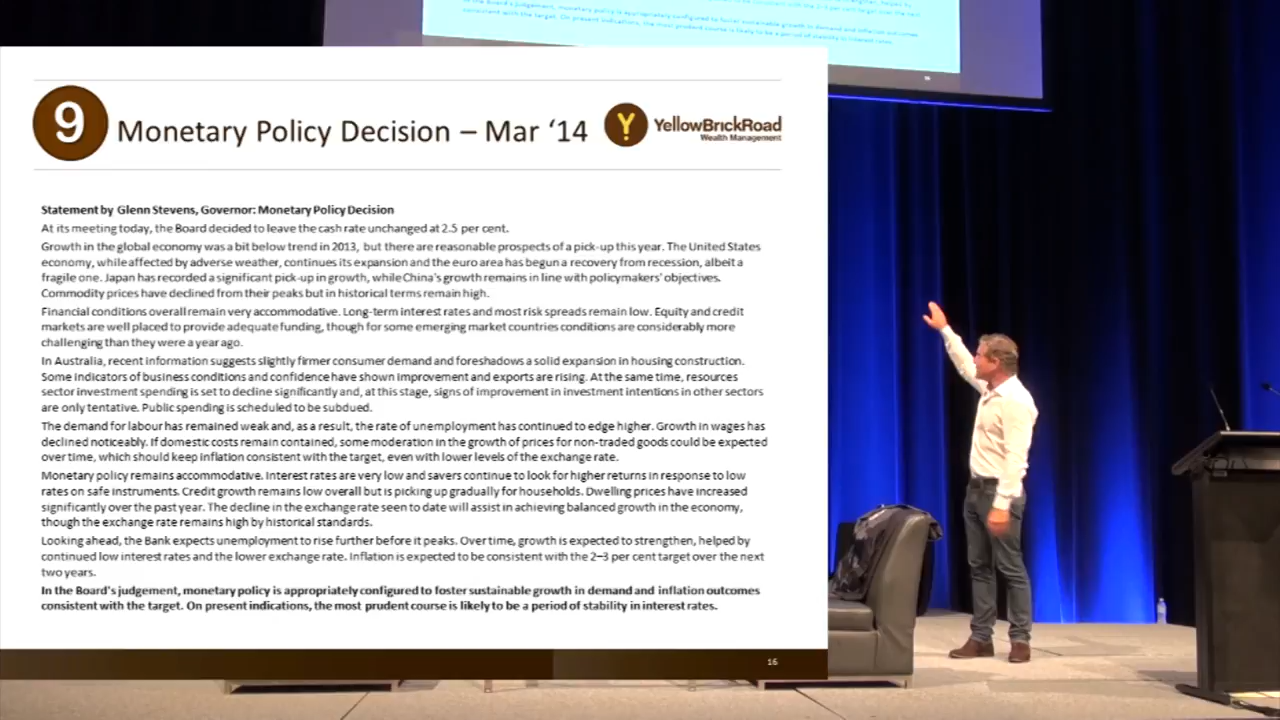 consistent with the target. On present indications, the most prudent course is likely to be a period of stability in interest rates.
9
Monetary Policy Decision – Mar ‘14
Y
YellowBrickRoad
Wealth Management
Statement by Glenn Stevens, Governor: Monetary Policy Decision
At its meeting today, the Board decided to leave the cash rate unchanged at 2.5 per cent.
Growth in the global economy was a bit below trend in 2013, but there are reasonable prospects of a pick-up this year. The United States
economy, while affected by adverse weather, continues its expansion and the euro area has begun a recovery from recession, albeit a
fragile one. Japan has recorded a significant pick-up in growth, while China's growth remains in line with policymakers' objectives.
Commodity prices have declined from their peaks but in historical terms remain high.
Financial conditions overall remain very accommodative. Long-term interest rates and most risk spreads remain low. Equity and credit
markets are well placed to provide adequate funding, though for some emerging market countries conditions are considerably more
challenging than they were a year ago.
In Australia, recent information suggests slightly firmer consumer demand and foreshadows a solid expansion in housing construction.
Some indicators of business conditions and confidence have shown improvement and exports are rising. At the same time, resources
sector investment spending is set to decline significantly and, at this stage, signs of improvement in investment intentions in other sectors
are only tentative. Public spending is scheduled to be subdued.
The demand for labour has remained weak and, as a result, the rate of unemployment has continued to edge higher. Growth in wages has
declined noticeably. If domestic costs remain contained, some moderation in the growth of prices for non-traded goods could be expected
over time, which should keep inflation consistent with the target, even with lower levels of the exchange rate.
Monetary policy remains accommodative. Interest rates are very low and savers continue to look for higher returns in response to low
rates on safe instruments. Credit growth remains low overall but is picking up gradually for households. Dwelling prices have increased
significantly over the past year. The decline in the exchange rate seen to date will assist in achieving balanced growth in the economy,
though the exchange rate remains high by historical standards.
Looking ahead, the Bank expects unemployment to rise further before it peaks. Over time, growth is expected to strengthen, helped by
continued low interest rates and the lower exchange rate. Inflation is expected to be consistent with the 2–3 per cent target over the next
two years.
In the Board's judgement, monetary policy is appropriately configured to foster sustainable growth in demand and inflation outcomes
consistent with the target. On present indications, the most prudent course is likely to be a period of stability in interest rates.
16